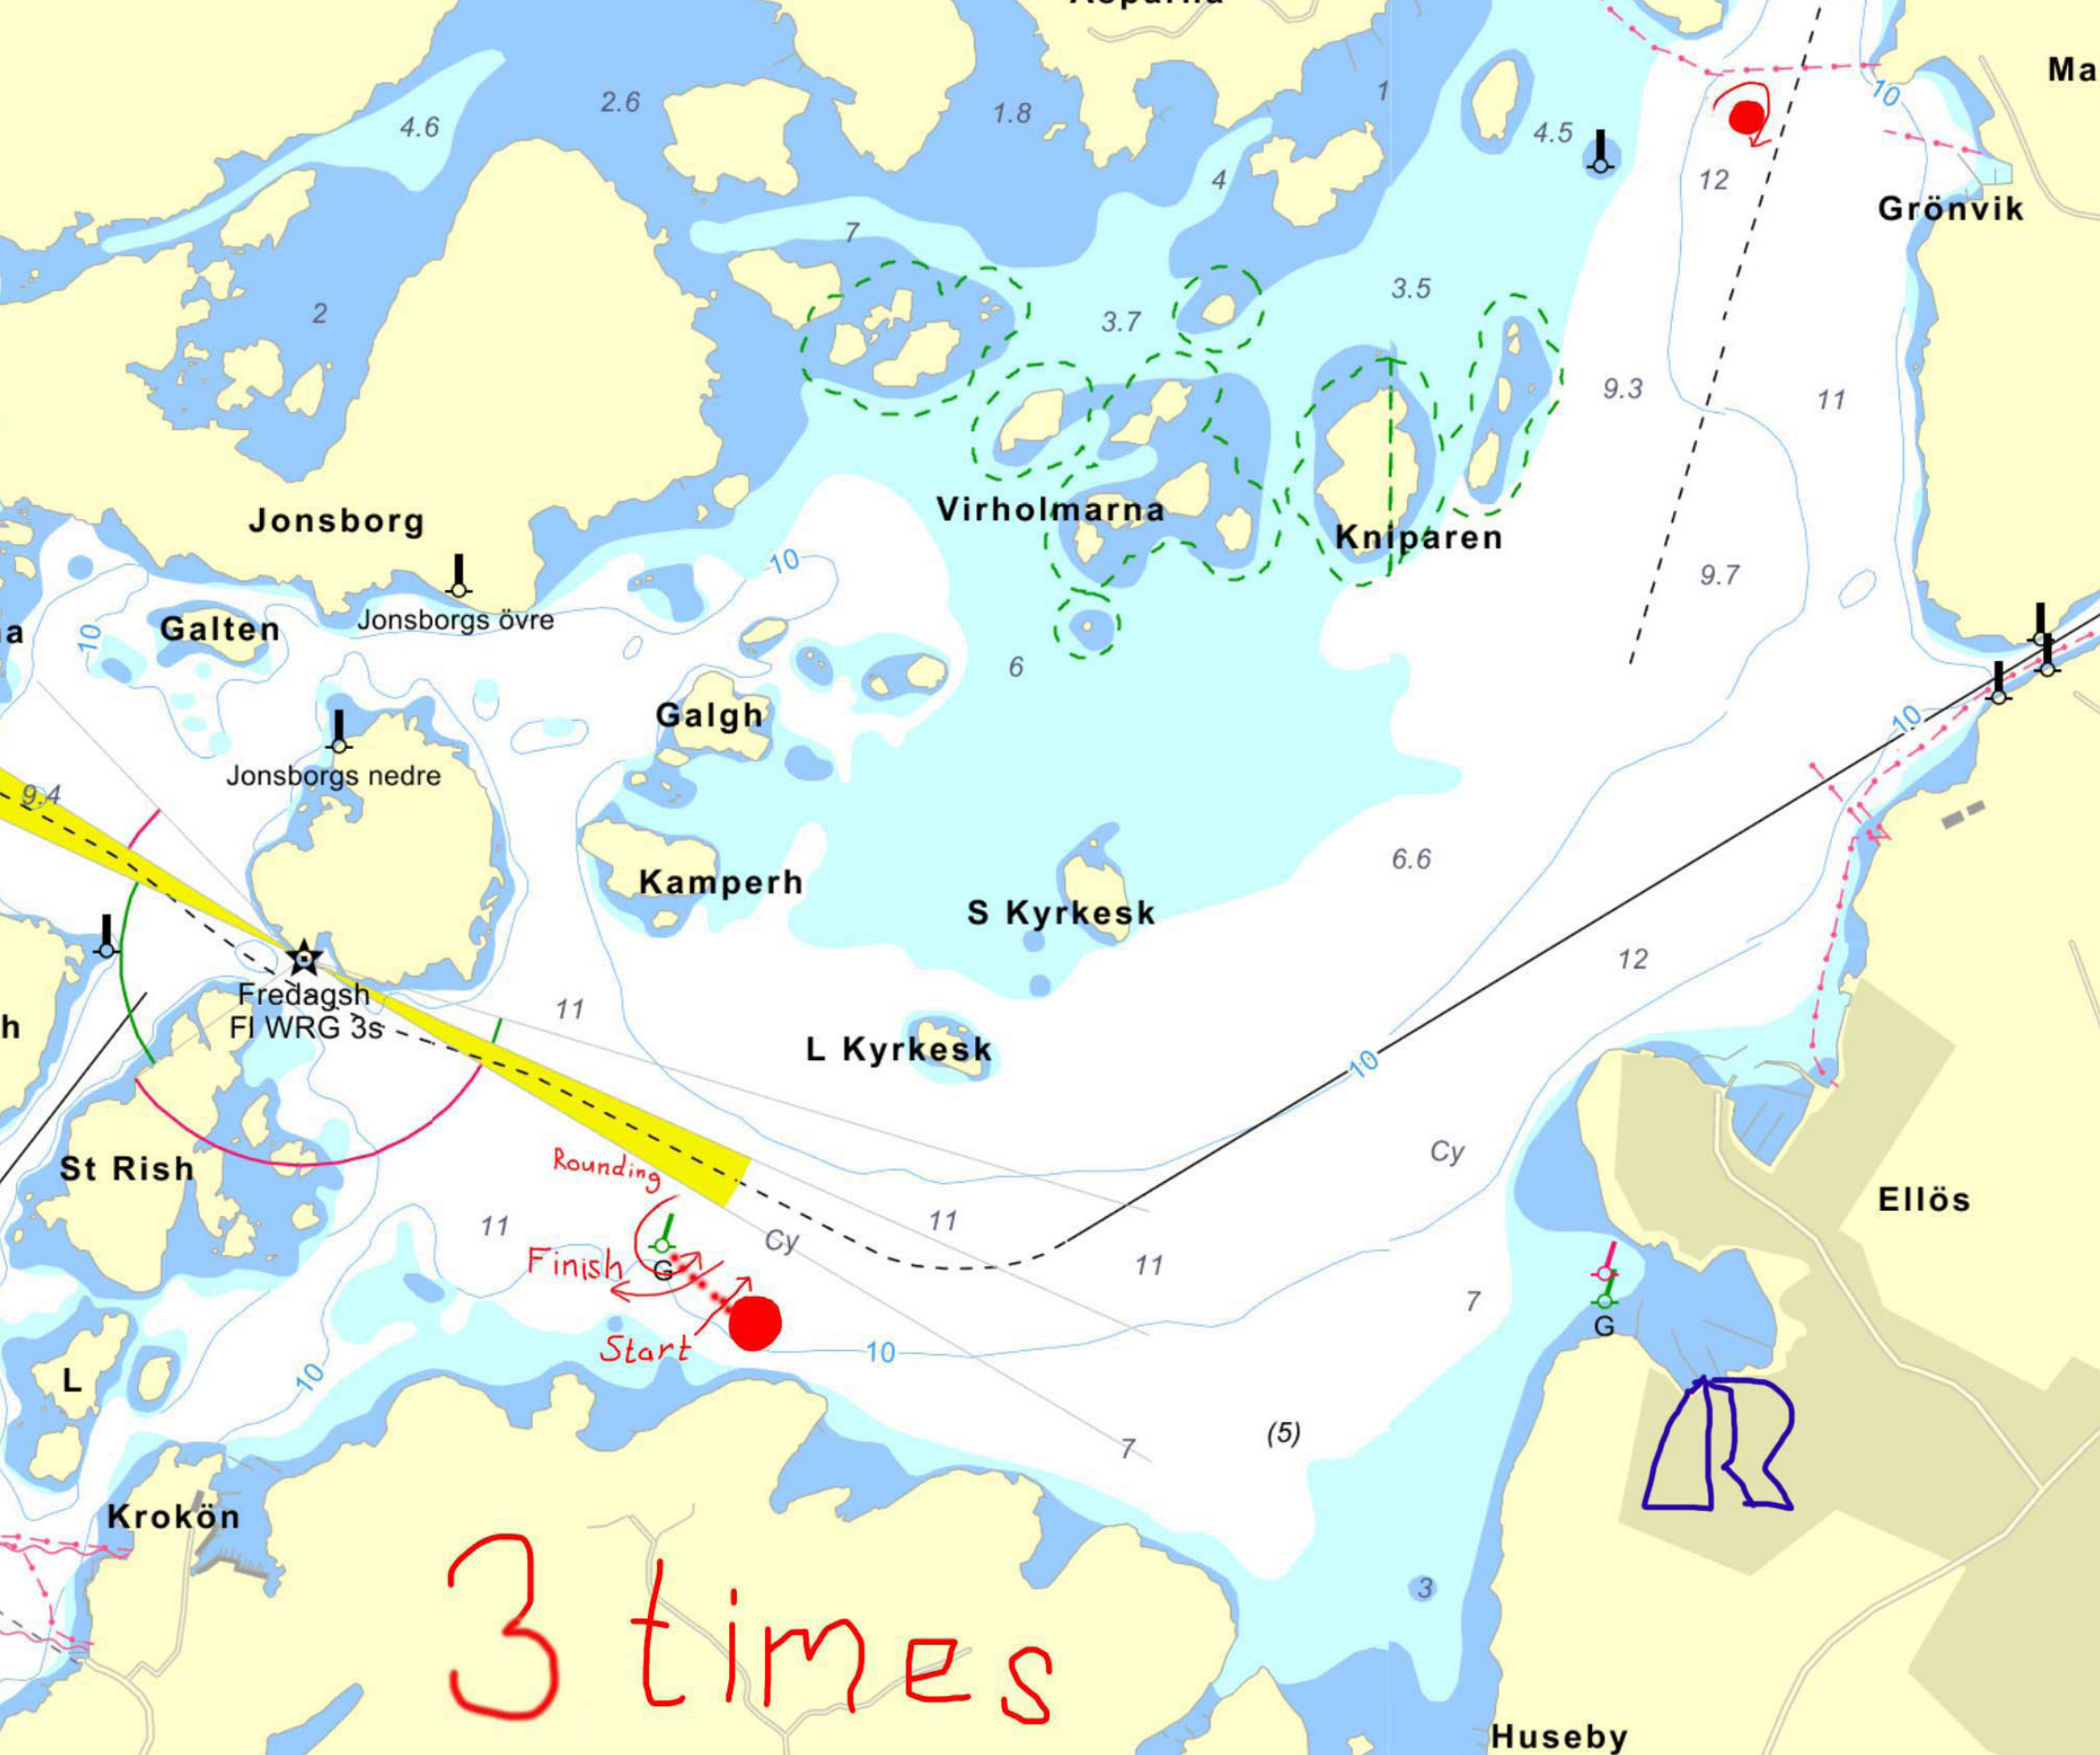 Ma
4.6
2.6
1.8
1
4.5
10
12
Grönvik
4
7
2
3.7
3.5
9.3
11
Jonsborg
Virholmarna
Kniparen
10
9.7
Jonsborgs övre
10
Galten
a
6
Galgh
10
Jonsborgs nedre
9.4
6.6
Kamperh
S Kyrkesk
12
Fredagsh
Fl WRG 3s
11
h
L Kyrkesk
10
Cy
St Rish
Rounding
Ellös
11
11
Cy
11
Finish
G
7
Start
G
10
L
10
(5)
7
AR
Krokön
3
3 times
Huseby